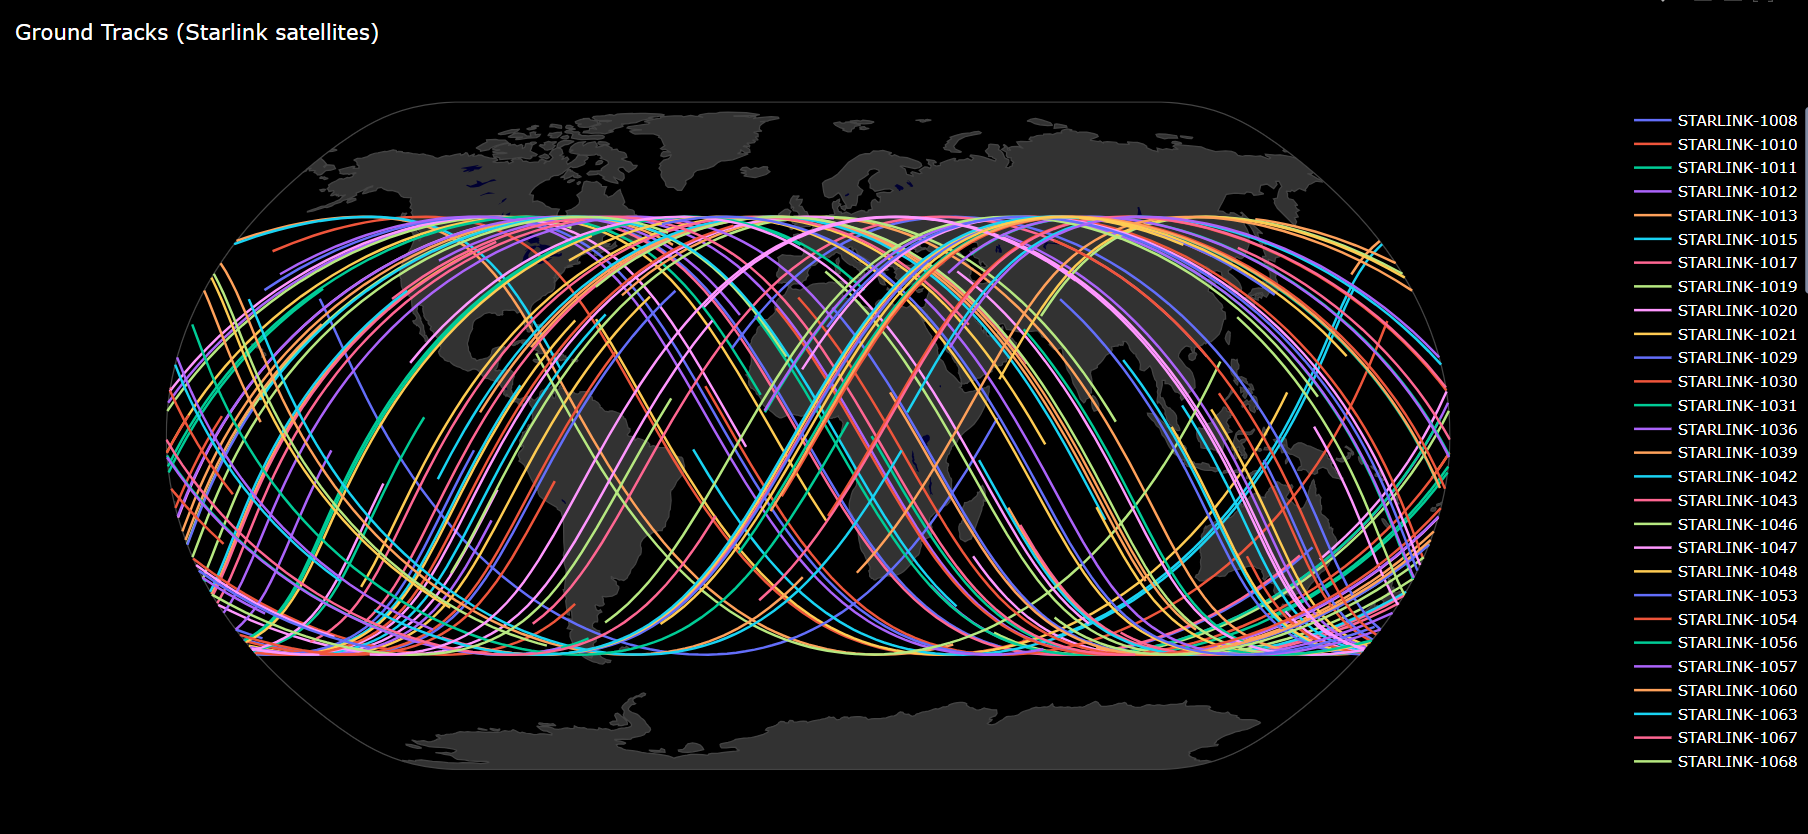 Ground Tracks (Starlink satellites)
STARLINK-1008
STARLINK-1010
STARLINK-1011
STARLINK-1012
STARLINK-1013
STARLINK-1015
STARLINK-1017
STARLINK-1019
STARLINK-1020
STARLINK-1021
STARLINK-1029
STARLINK-1030
STARLINK-1031
STARLINK-1036
STARLINK-1039
STARLINK-1042
STARLINK-1043
STARLINK-1046
STARLINK-1047
STARLINK-1048
STARLINK-1053
STARLINK-1054
STARLINK-1056
STARLINK-1057
STARLINK-1060
STARLINK-1063
STARLINK-1067
STARLINK-1068